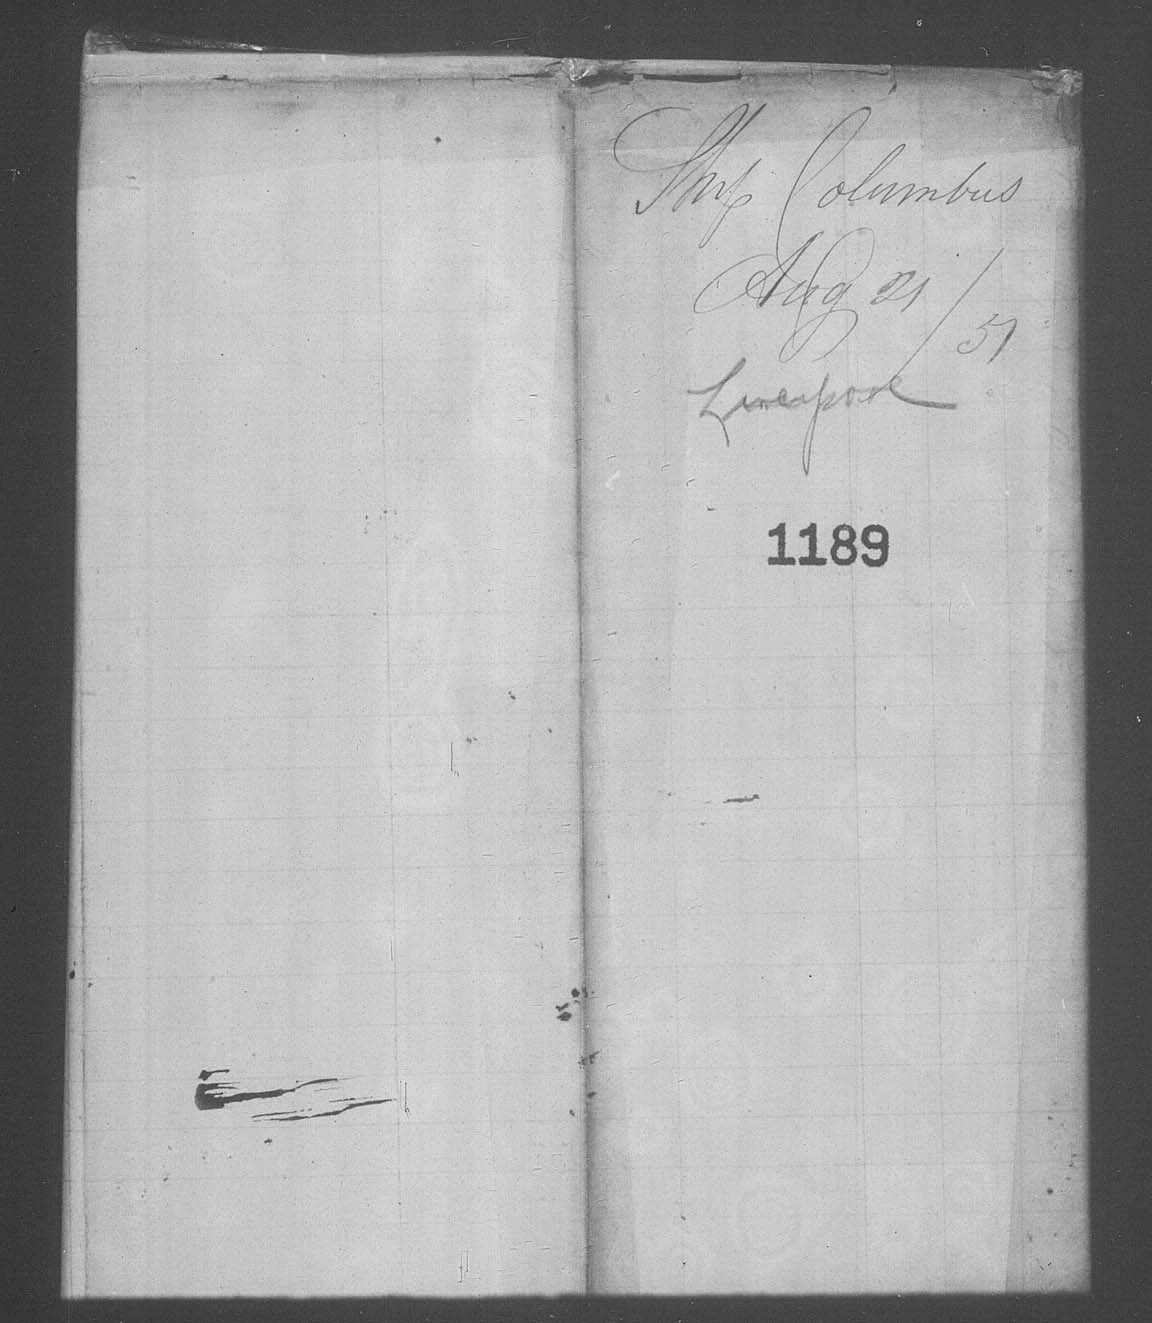 Ship Columbus
Aug 21/51
Liverpool
1189